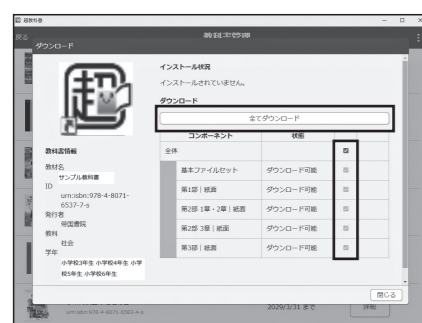 超教科書
戻る
教科書管理
ダウンロード
超
インストール状況
インストールされていません。
ダウンロード
全てダウンロード
コンポーネント 状態
全体
基本ファイルセット ダウンロード可能
第1部｜紙面 ダウンロード可能
第2部 1章・2章｜紙面 ダウンロード可能
第2部 3章｜紙面 ダウンロード可能
第3部｜紙面 ダウンロード可能
教科書情報
教材名
サンプル教科書
ID
urn:isbn:978-4-8071-
6537-7-s
発行者
帝国書院
教科
社会
学年
小学校3年生 小学校4年生 小学
校5年生 小学校6年生
閉じる
2029/3/31 まで
詳細